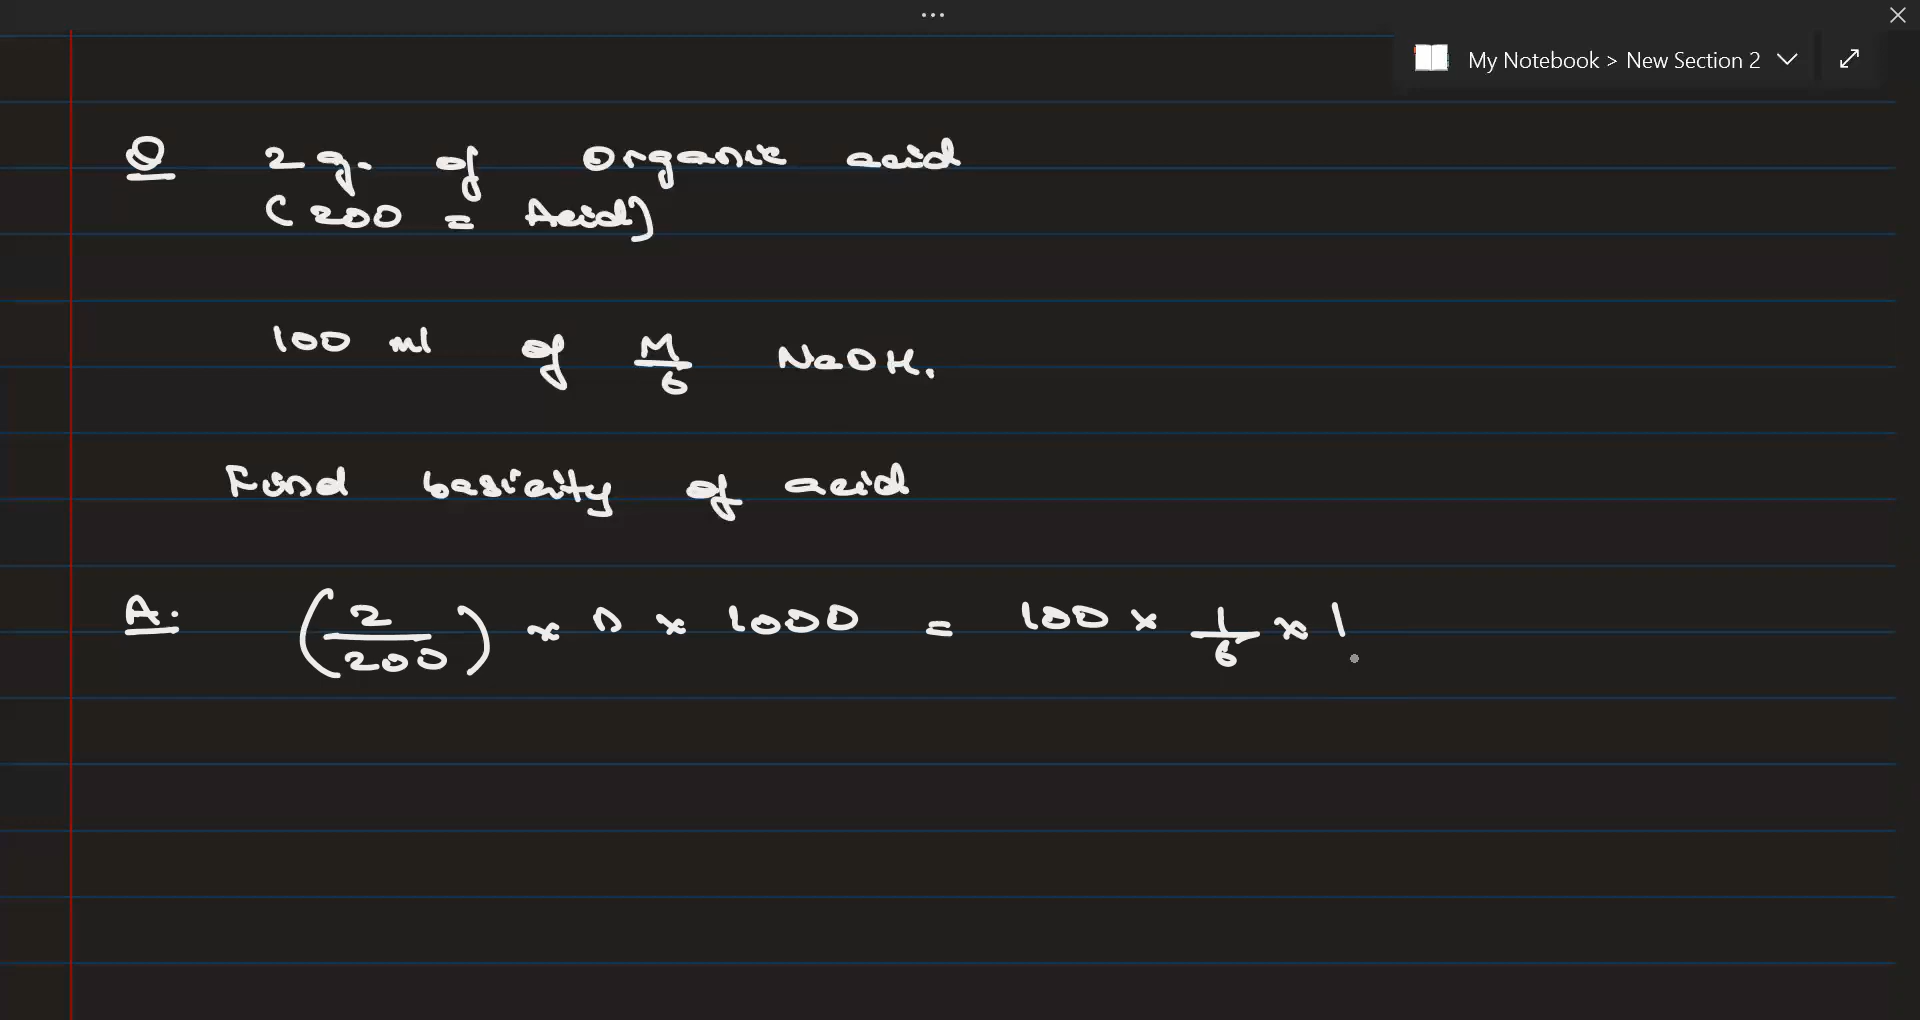 My Notebook > New Section 2
Q 2 g. of Organic acid
(200 = Acid)
100 ml of M/6 NaOH.
Find basicity of acid
A: (2/200) × n × 1000 = 100 × 1/6 × 1